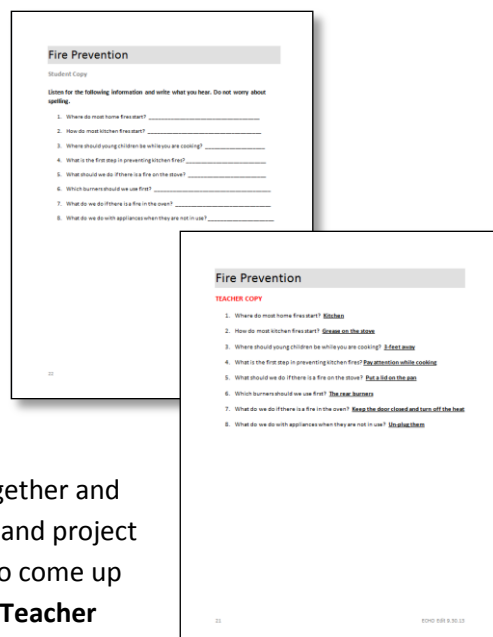 Fire Prevention
Student Copy
Listen for the following information and write what you hear. Do not worry about
spelling.
1. Where do most home fires start? ____________________
2. How do most kitchen fires start? ____________________
3. Where should young children be while you are cooking? ____________________
4. What is the first step in preventing kitchen fires? ____________________
5. What should we do if there is a fire on the stove? ____________________
6. Which burners should we use first? ____________________
7. What do we do if there is a fire in the oven? ____________________
8. What do we do with appliances when they are not in use? ____________________
Fire Prevention
TEACHER COPY
1. Where do most home fires start? Kitchen
2. How do most kitchen fires start? Grease on the stove
3. Where should young children be while you are cooking? 3-feet away
4. What is the first step in preventing kitchen fires? Pay attention while cooking
5. What should we do if there is a fire on the stove? Put a lid on the pan
6. Which burners should we use first? The rear burners
7. What do we do if there is a fire in the oven? Keep the door closed and turn off the heat
8. What do we do with appliances when they are not in use? Un-plug them
gether and
and project
o come up
Teacher